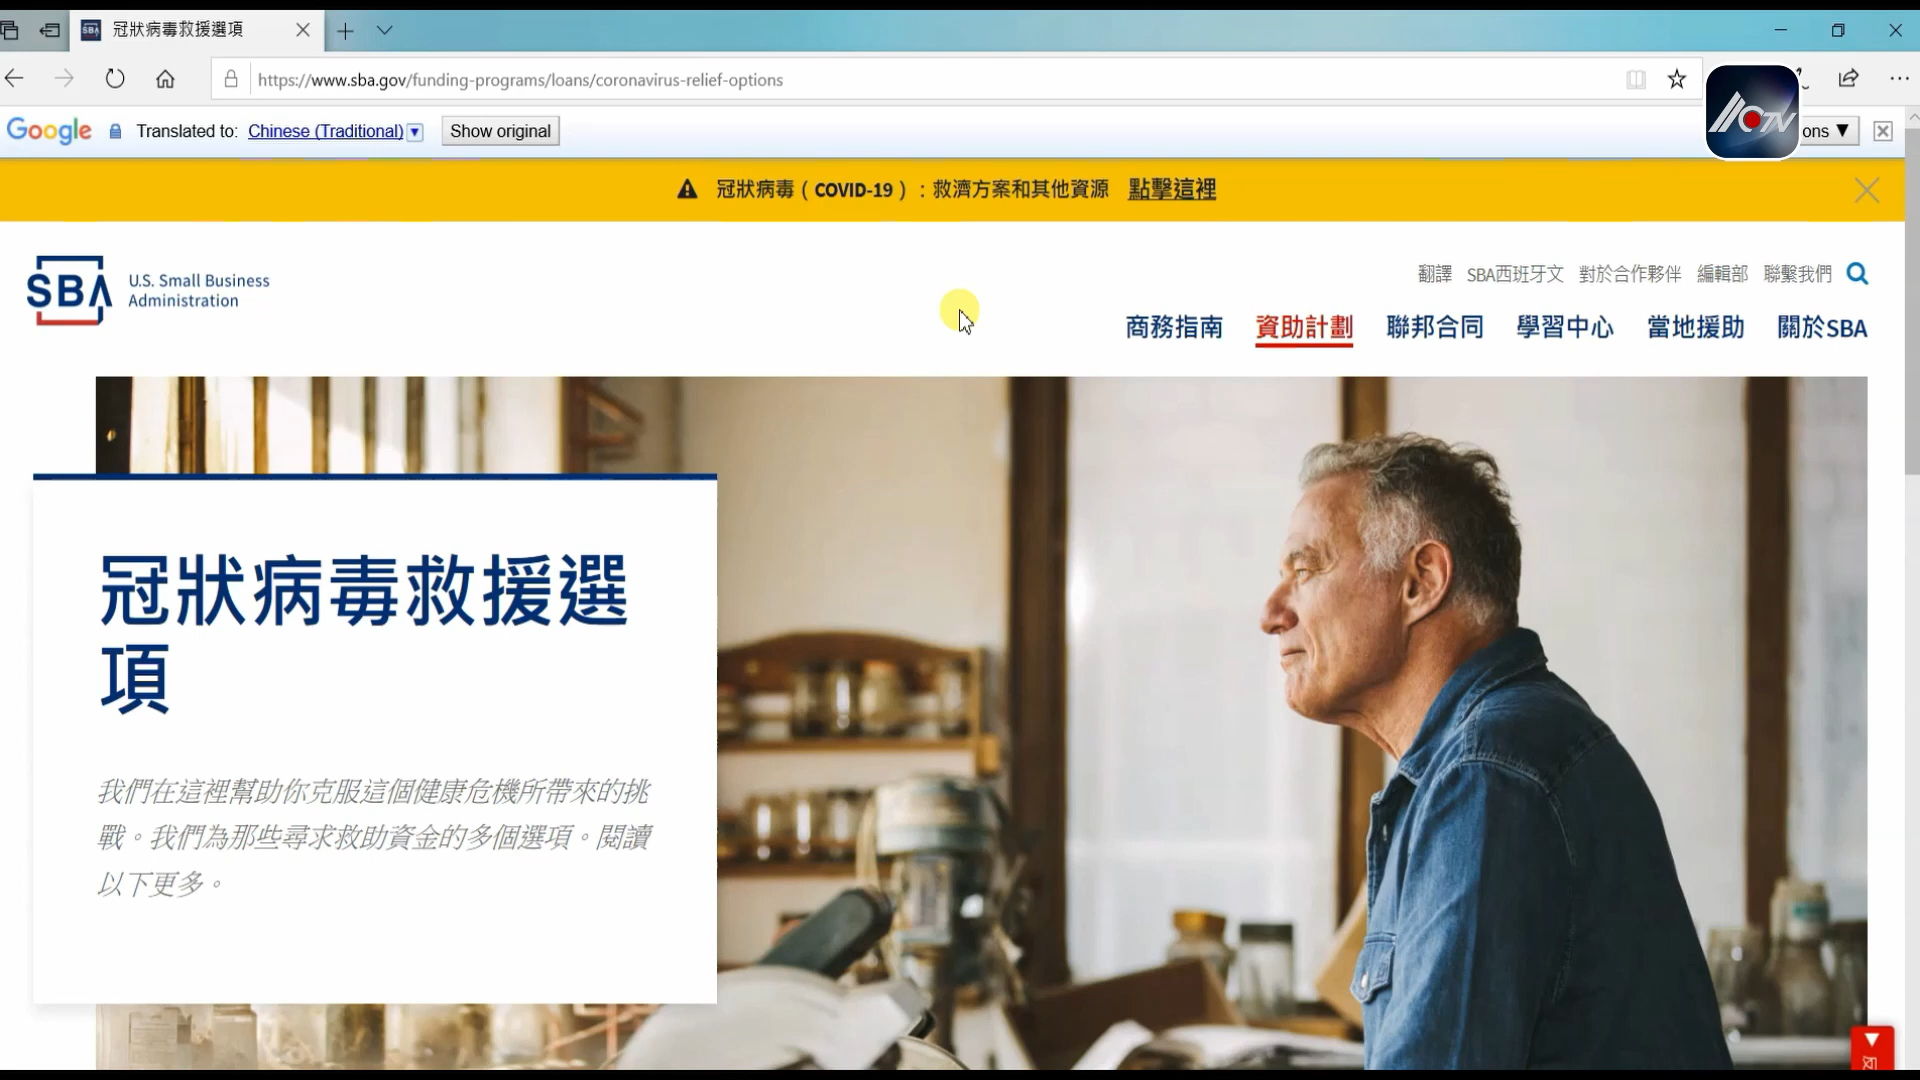 冠狀病毒救援選項
https://www.sba.gov/funding-programs/loans/coronavirus-relief-options
Google Translated to: Chinese (Traditional) Show original
ons ▼
冠狀病毒（COVID-19）：救濟方案和其他資源 點擊這裡
SBA U.S. Small Business
Administration
翻譯 SBA西班牙文 對於合作夥伴 編輯部 聯繫我們
商務指南 資助計劃 聯邦合同 學習中心 當地援助 關於SBA
冠狀病毒救援選
項
我們在這裡幫助你克服這個健康危機所帶來的挑
戰。我們為那些尋求救助資金的多個選項。閱讀
以下更多。